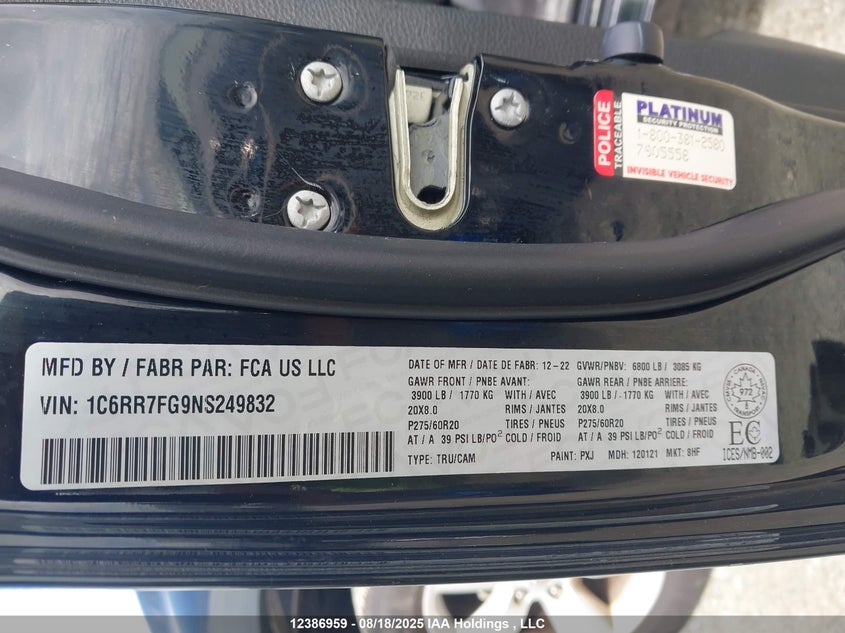 72F
POLICE
TRACEABLE
PLATINUM
SECURITY PROTECTION
1-800-381-2580
7905558
INVISIBLE VEHICLE SECURITY
MFD BY / FABR PAR: FCA US LLC
VIN: 1C6RR7FG9NS249832
DATE OF MFR / DATE DE FABR: 12-22 GVWR/PNBV: 6800 LB / 3085 KG
GAWR FRONT / PNBE AVANT: GAWR REAR / PNBE ARRIERE:
3900 LB / 1770 KG WITH / AVEC 3900 LB / 1770 KG WITH / AVEC
20X8.0 RIMS / JANTES 20X8.0 RIMS / JANTES
P275/60R20 TIRES / PNEUS P275/60R20 TIRES / PNEUS
AT / A 39 PSI LB/PO² COLD / FROID AT / A 39 PSI LB/PO² COLD / FROID
TYPE: TRU/CAM PAINT: PXJ MDH: 120121 MKT: 8HF
CANADA
972
TRANSPORT
EC
ICES/NMB-002
12386959 - 08/18/2025 IAA Holdings , LLC